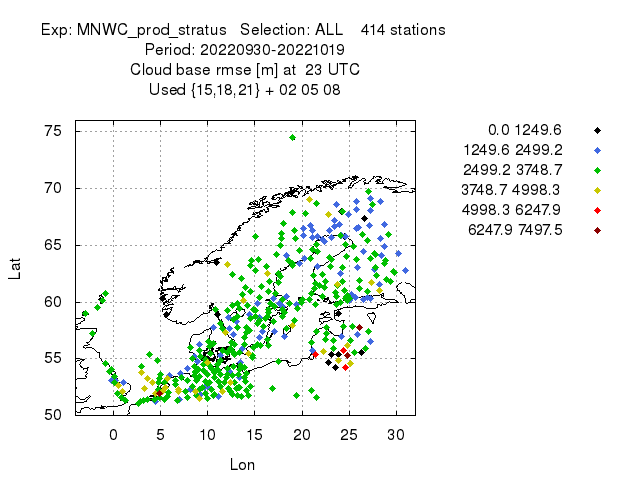 Exp: MNWC_prod_stratus   Selection: ALL    414 stations
Period: 20220930-20221019
Cloud base rmse [m] at  23 UTC
Used {15,18,21} + 02 05 08
0.0 1249.6
1249.6 2499.2
2499.2 3748.7
3748.7 4998.3
4998.3 6247.9
6247.9 7497.5
75
70
65
60
55
50
Lat
0 5 10 15 20 25 30
Lon